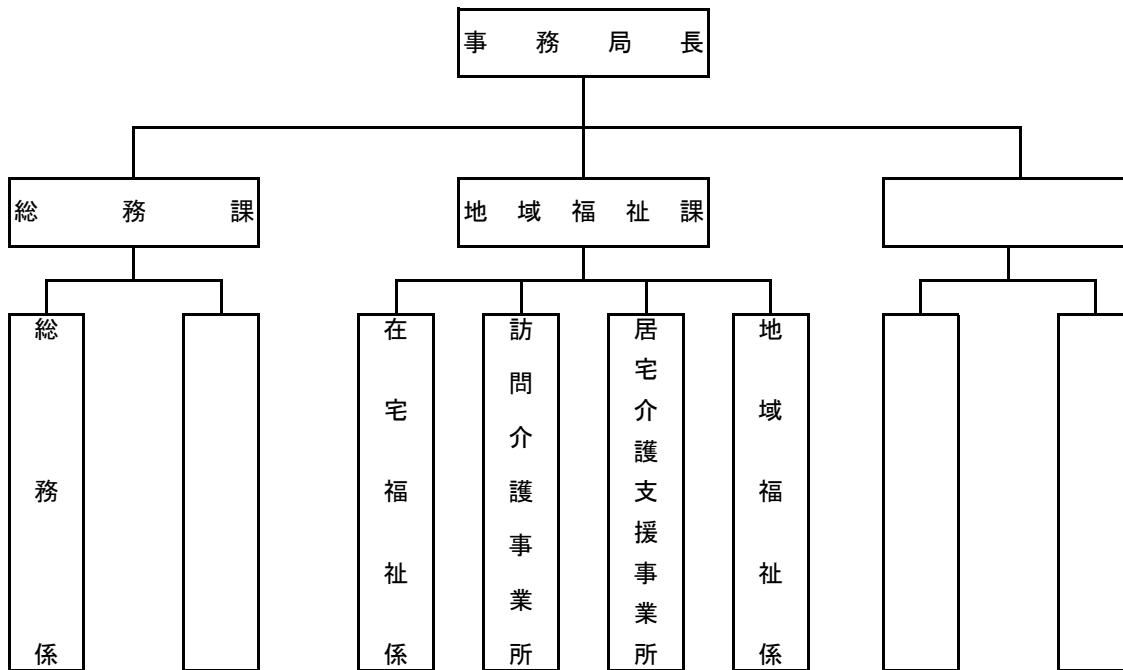 事務局長
総務課
地域福祉課
総務係
在宅福祉係
訪問介護事業所
居宅介護支援事業所
地域福祉係